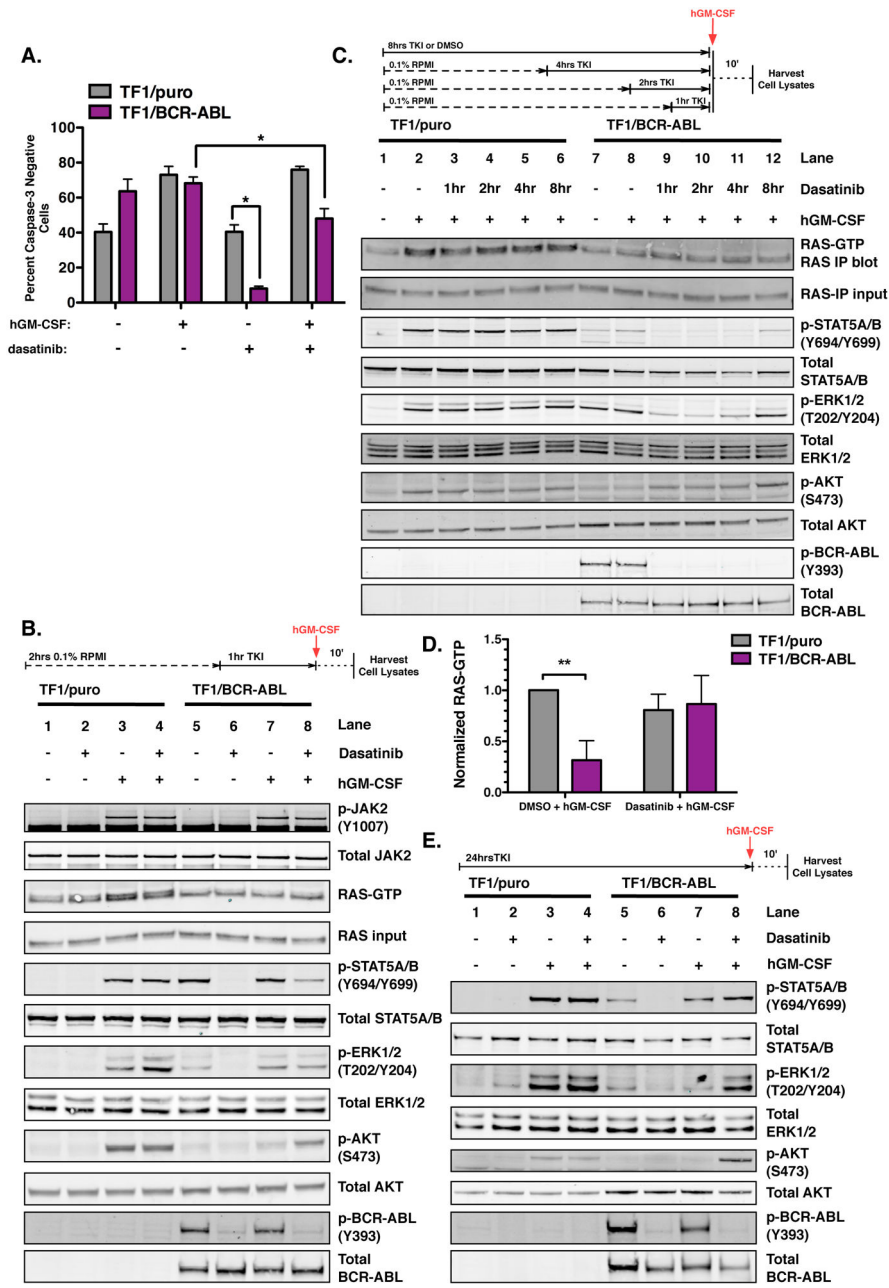 A.
TF1/puro
TF1/BCR-ABL
Percent Caspase-3 Negative
Cells
100
80
60
40
20
0
*
*
hGM-CSF: - + - +
dasatinib: - - + +
C.
hGM-CSF
8hrs TKI or DMSO
0.1% RPMI 4hrs TKI
0.1% RPMI 2hrs TKI
0.1% RPMI 1hr TKI
10'
Harvest
Cell Lysates
TF1/puro TF1/BCR-ABL
1 2 3 4 5 6 7 8 9 10 11 12 Lane
- - 1hr 2hr 4hr 8hr - - 1hr 2hr 4hr 8hr Dasatinib
- + + + + + - + + + + + hGM-CSF
RAS-GTP
RAS IP blot
RAS-IP input
p-STAT5A/B
(Y694/Y699)
Total
STAT5A/B
p-ERK1/2
(T202/Y204)
Total
ERK1/2
p-AKT
(S473)
Total AKT
p-BCR-ABL
(Y393)
Total
BCR-ABL
B.
hGM-CSF
2hrs 0.1% RPMI 1hr TKI 10'
Harvest
Cell Lysates
TF1/puro TF1/BCR-ABL
1 2 3 4 5 6 7 8 Lane
- + - + - + - + Dasatinib
- - + + - - + + hGM-CSF
p-JAK2
(Y1007)
Total JAK2
RAS-GTP
RAS input
p-STAT5A/B
(Y694/Y699)
Total STAT5A/B
p-ERK1/2
(T202/Y204)
Total ERK1/2
p-AKT
(S473)
Total AKT
p-BCR-ABL
(Y393)
Total
BCR-ABL
D.
TF1/puro
TF1/BCR-ABL
Normalized RAS-GTP
1.5
1.0
0.5
0.0
**
DMSO + hGM-CSF Dasatinib + hGM-CSF
E.
hGM-CSF
24hrsTKI 10'
Harvest
Cell Lysates
TF1/puro TF1/BCR-ABL
1 2 3 4 5 6 7 8 Lane
- + - + - + - + Dasatinib
- - + + - - + + hGM-CSF
p-STAT5A/B
(Y694/Y699)
Total
STAT5A/B
p-ERK1/2
(T202/Y204)
Total
ERK1/2
p-AKT
(S473)
Total AKT
p-BCR-ABL
(Y393)
Total
BCR-ABL